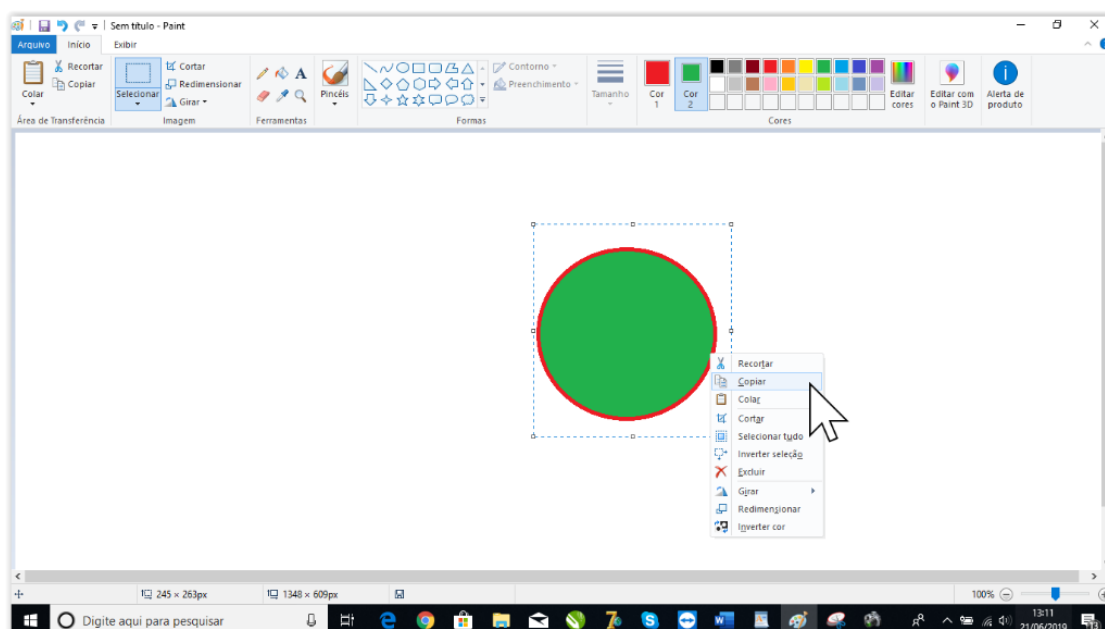 Sem título - Paint
Arquivo Início Exibir
Colar
Recortar
Copiar
Área de Transferência
Selecionar
Cortar
Redimensionar
Girar
Imagem
A
Ferramentas
Pincéis
Contorno
Preenchimento
Formas
Tamanho
Cor 1
Cor 2
Editar cores
Cores
Editar com o Paint 3D
Alerta de produto
Recortar
Copiar
Colar
Cortar
Selecionar tudo
Inverter seleção
Excluir
Girar
Redimensionar
Inverter cor
245 × 263px
1348 × 609px
100%
Digite aqui para pesquisar
13:11
21/06/2019